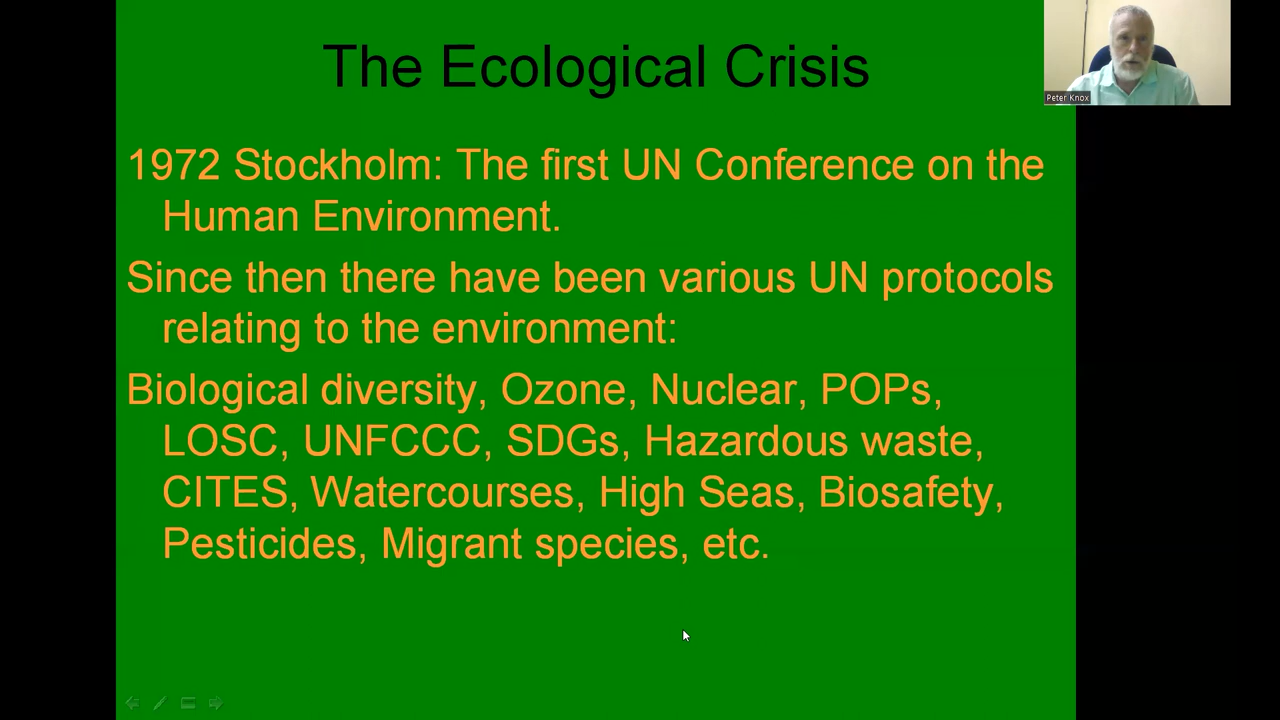 The Ecological Crisis
Peter Knox
1972 Stockholm: The first UN Conference on the
Human Environment.
Since then there have been various UN protocols
relating to the environment:
Biological diversity, Ozone, Nuclear, POPs,
LOSC, UNFCCC, SDGs, Hazardous waste,
CITES, Watercourses, High Seas, Biosafety,
Pesticides, Migrant species, etc.